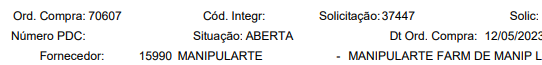 Ord. Compra: 70607 Cód. Integr: Solicitação: 37447 Solic:
Número PDC: Situação: ABERTA Dt Ord. Compra: 12/05/2023
Fornecedor: 15990 MANIPULARTE - MANIPULARTE FARM DE MANIP L